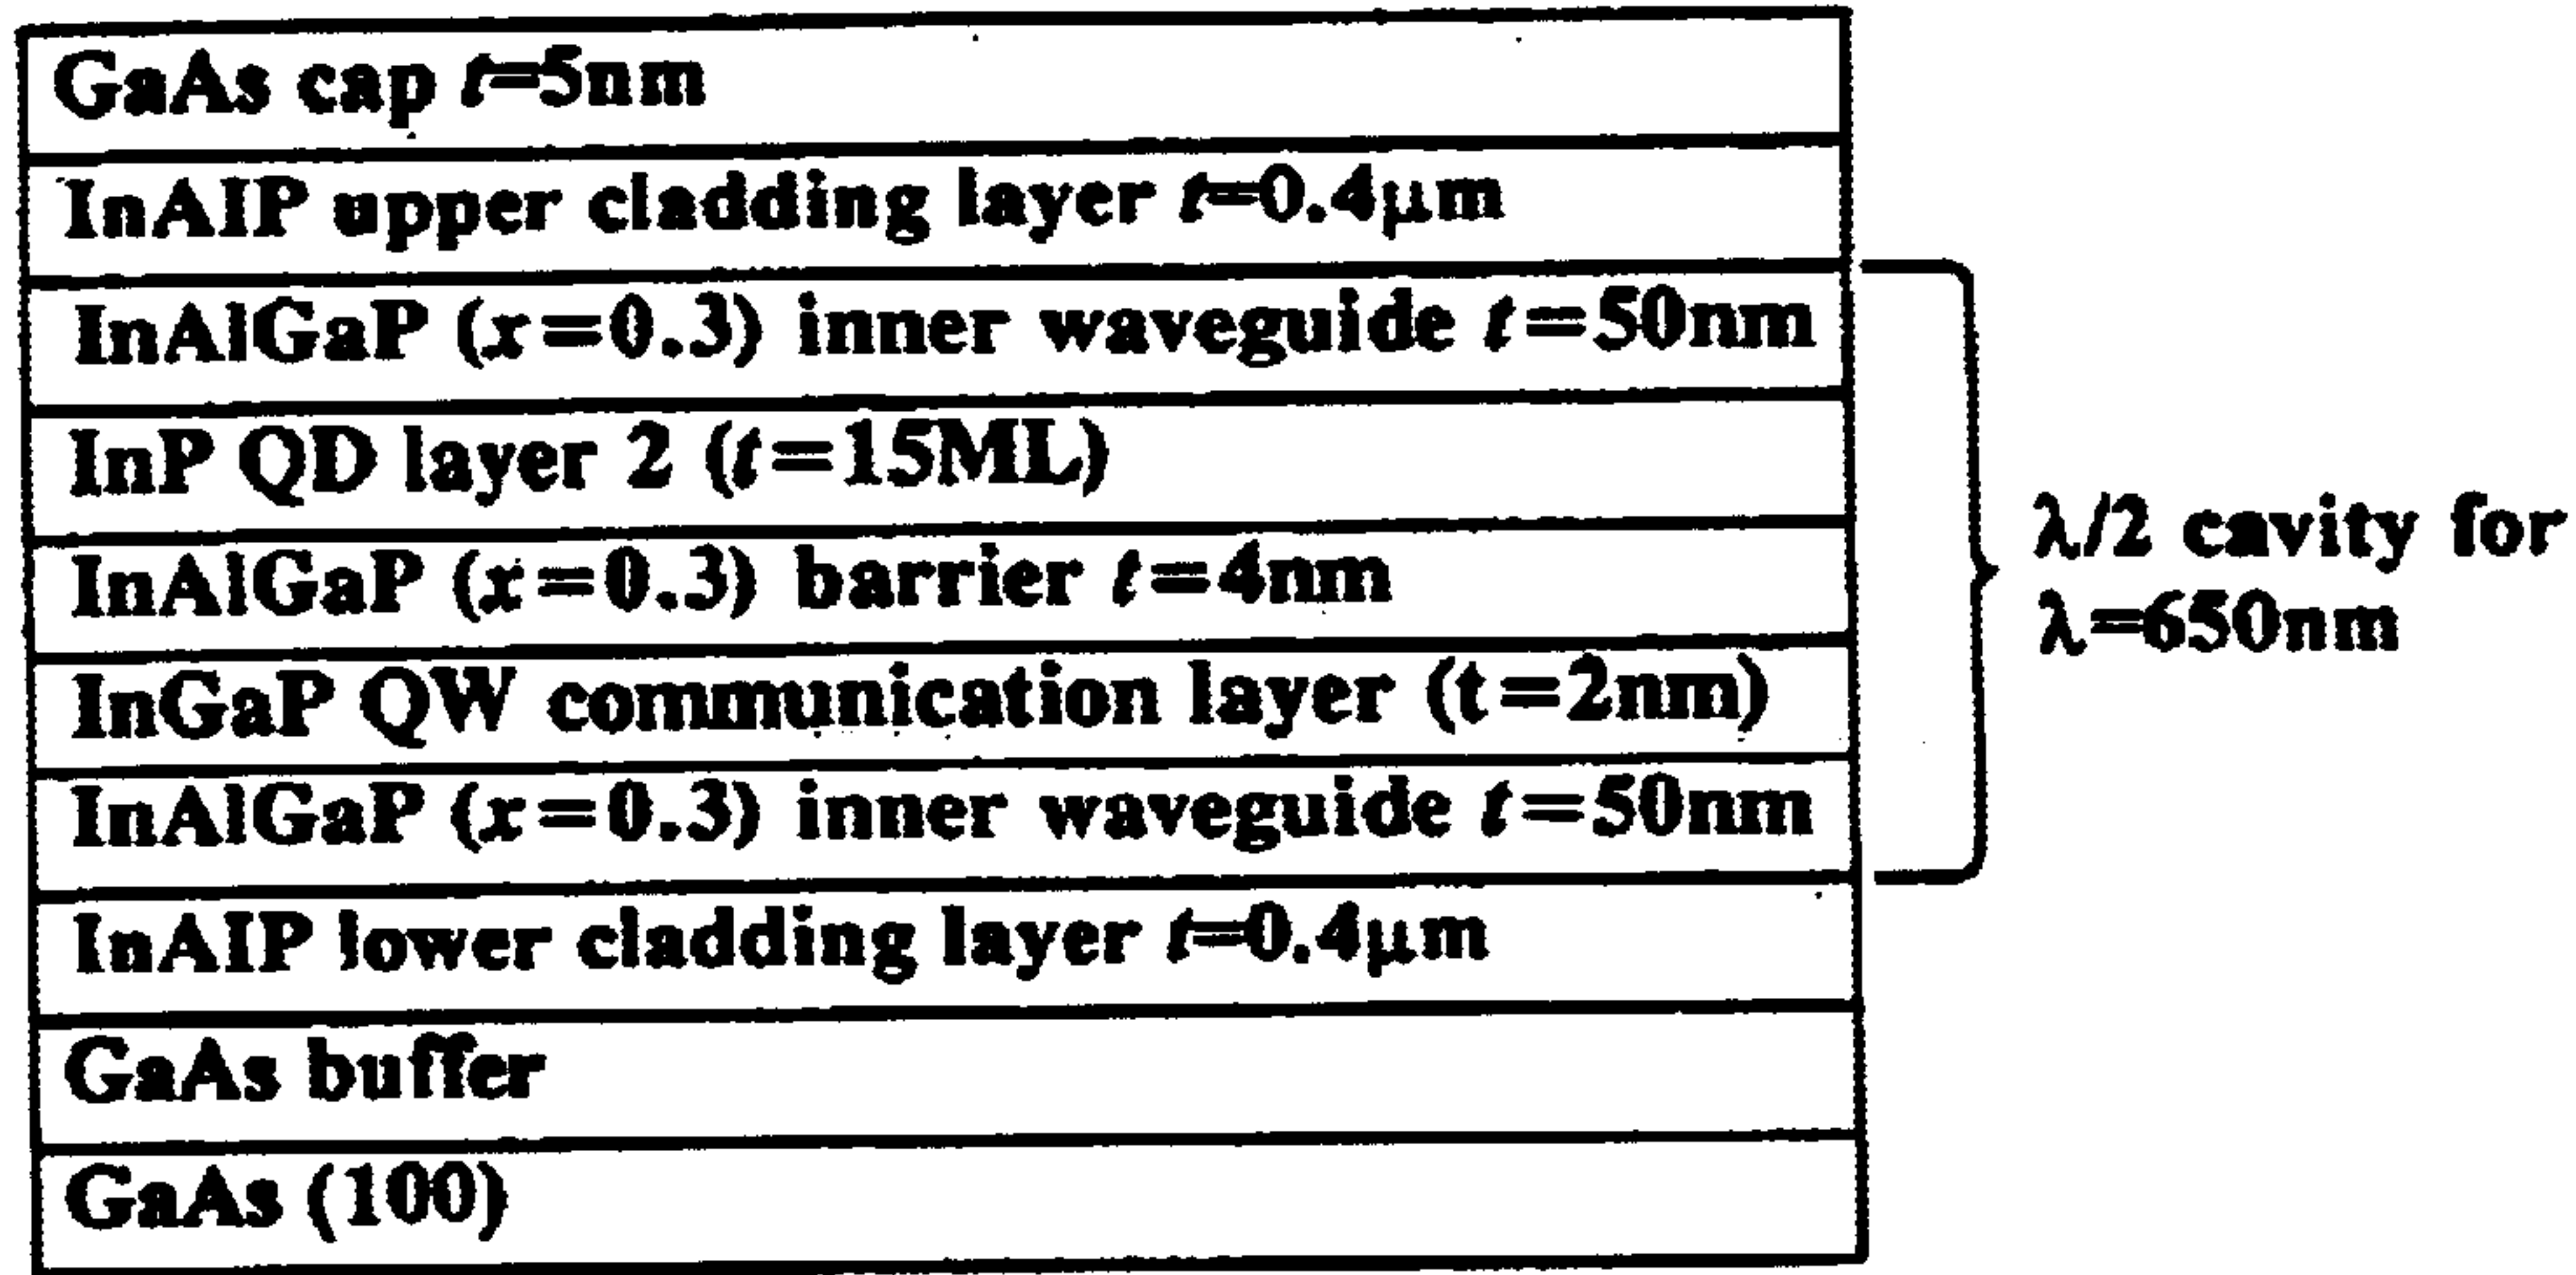 GaAs cap t=5nm
InAlP upper cladding layer t=0.4μm
InAlGaP (x=0.3) inner waveguide t=50nm
InP QD layer 2 (t=15ML)
InAlGaP (x=0.3) barrier t=4nm
InGaP QW communication layer (t=2nm)
InAlGaP (x=0.3) inner waveguide t=50nm
InAlP lower cladding layer t=0.4μm
GaAs buffer
GaAs (100)
λ/2 cavity for
λ=650nm